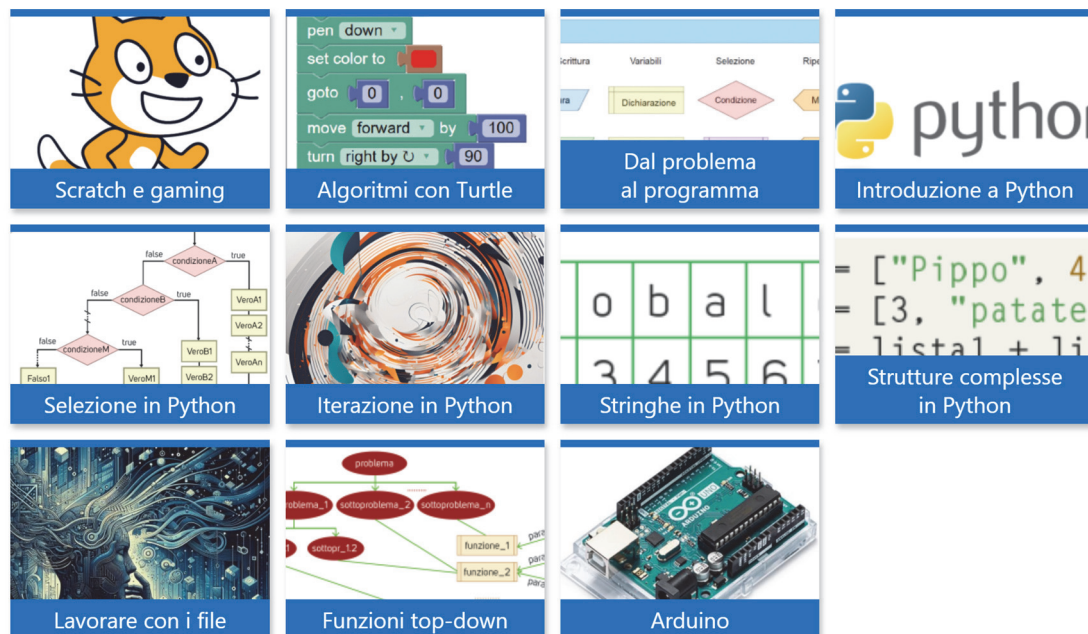 pen down
set color to
goto 0 , 0
move forward by 100
turn right by ↻ 90
Scratch e gaming
Algoritmi con Turtle
Variabili Selezione
Dichiarazione Condizione
Dal problema
al programma
Introduzione a Python
false condizioneA true
false condizioneB true
VeroA1
VeroA2
false condizioneM true
VeroB1
VeroAn
Falso1 VeroM1 VeroB2
Selezione in Python
Iterazione in Python
o b a l
3 4 5 6
Stringhe in Python
= ["Pippo", 4
= [3, "patate
= lista1 + li
Strutture complesse
in Python
Lavorare con i file
problema
sottoproblema_2 sottoproblema_n
sottopr_1.2
funzione_1
funzione_2
Funzioni top-down
UNO
ARDUINO
Arduino